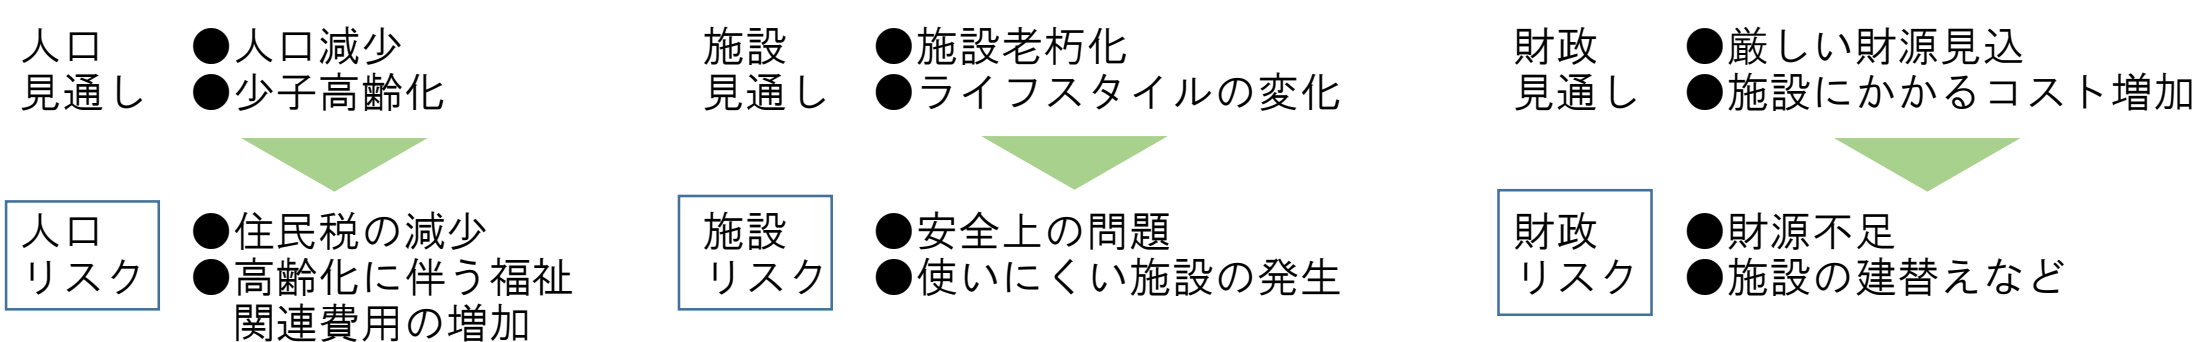 人口
見通し
●人口減少
●少子高齢化
人口
リスク
●住民税の減少
●高齢化に伴う福祉
関連費用の増加
施設
見通し
●施設老朽化
●ライフスタイルの変化
施設
リスク
●安全上の問題
●使いにくい施設の発生
財政
見通し
●厳しい財源見込
●施設にかかるコスト増加
財政
リスク
●財源不足
●施設の建替えなど